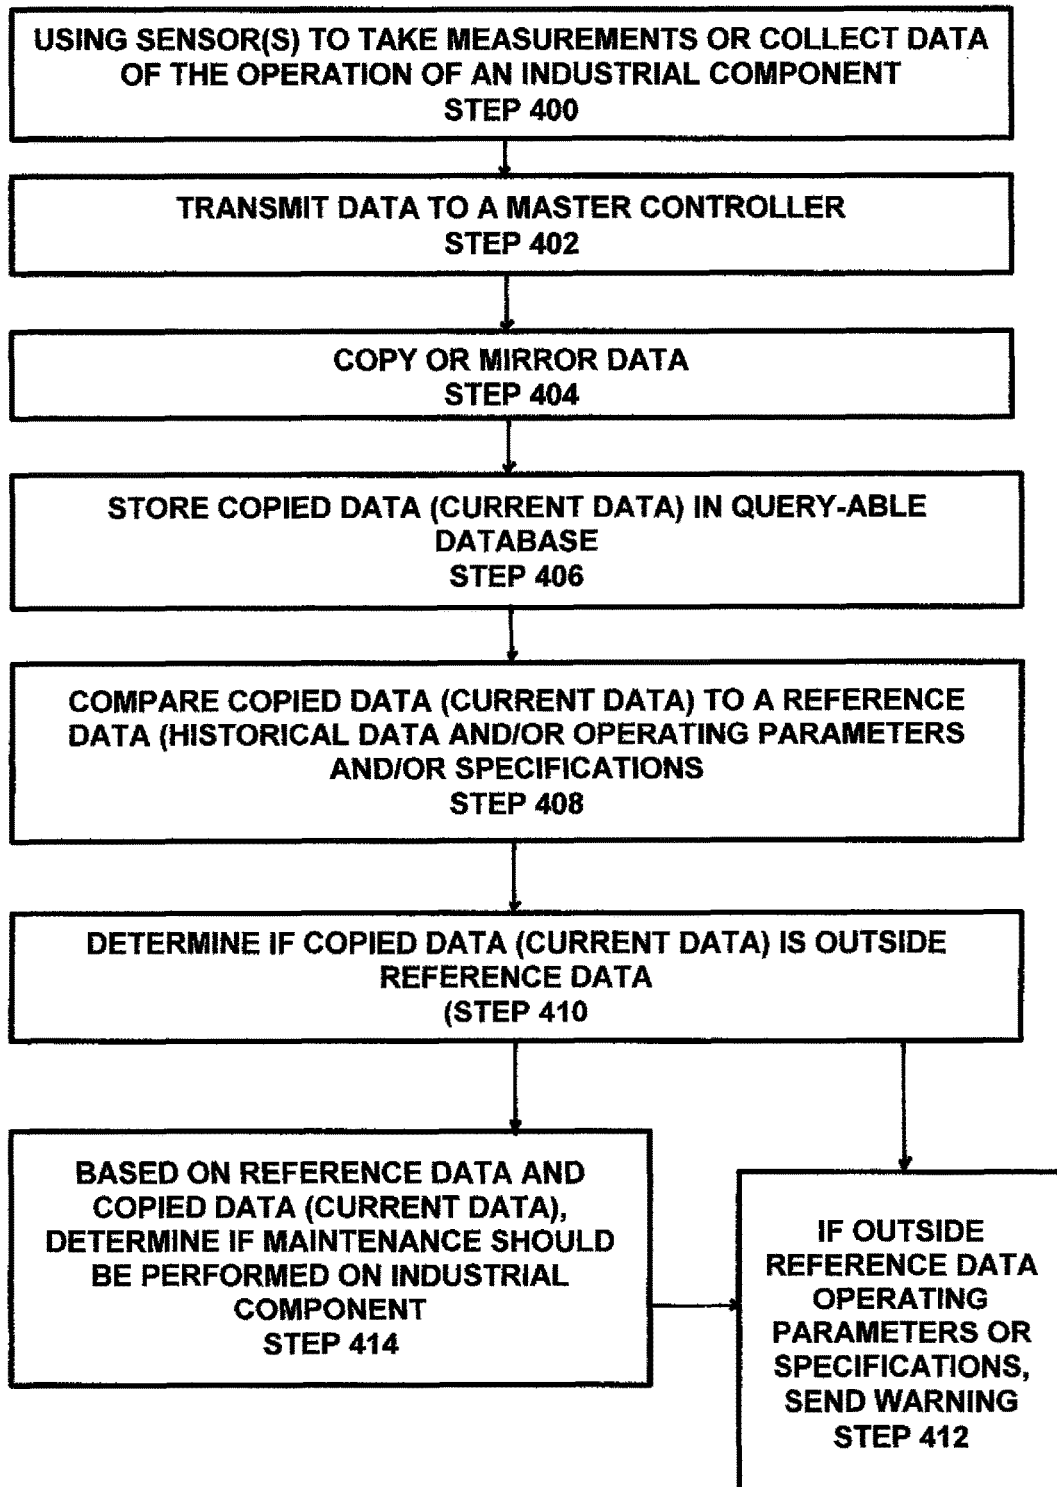 USING SENSOR(S) TO TAKE MEASUREMENTS OR COLLECT DATA
OF THE OPERATION OF AN INDUSTRIAL COMPONENT
STEP 400
TRANSMIT DATA TO A MASTER CONTROLLER
STEP 402
COPY OR MIRROR DATA
STEP 404
STORE COPIED DATA (CURRENT DATA) IN QUERY-ABLE
DATABASE
STEP 406
COMPARE COPIED DATA (CURRENT DATA) TO A REFERENCE
DATA (HISTORICAL DATA AND/OR OPERATING PARAMETERS
AND/OR SPECIFICATIONS
STEP 408
DETERMINE IF COPIED DATA (CURRENT DATA) IS OUTSIDE
REFERENCE DATA
(STEP 410
BASED ON REFERENCE DATA AND
COPIED DATA (CURRENT DATA),
DETERMINE IF MAINTENANCE SHOULD
BE PERFORMED ON INDUSTRIAL
COMPONENT
STEP 414
IF OUTSIDE
REFERENCE DATA
OPERATING
PARAMETERS OR
SPECIFICATIONS,
SEND WARNING
STEP 412